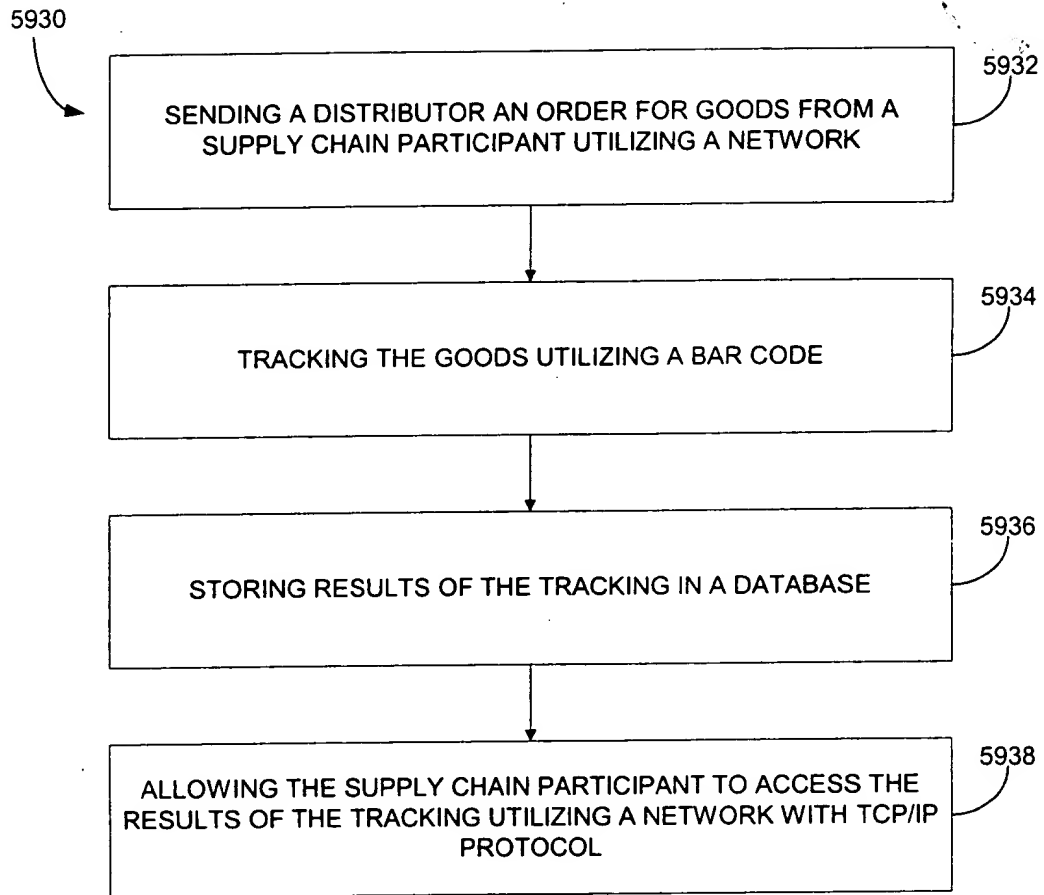 5930
5932
SENDING A DISTRIBUTOR AN ORDER FOR GOODS FROM A
SUPPLY CHAIN PARTICIPANT UTILIZING A NETWORK
5934
TRACKING THE GOODS UTILIZING A BAR CODE
5936
STORING RESULTS OF THE TRACKING IN A DATABASE
5938
ALLOWING THE SUPPLY CHAIN PARTICIPANT TO ACCESS THE
RESULTS OF THE TRACKING UTILIZING A NETWORK WITH TCP/IP
PROTOCOL